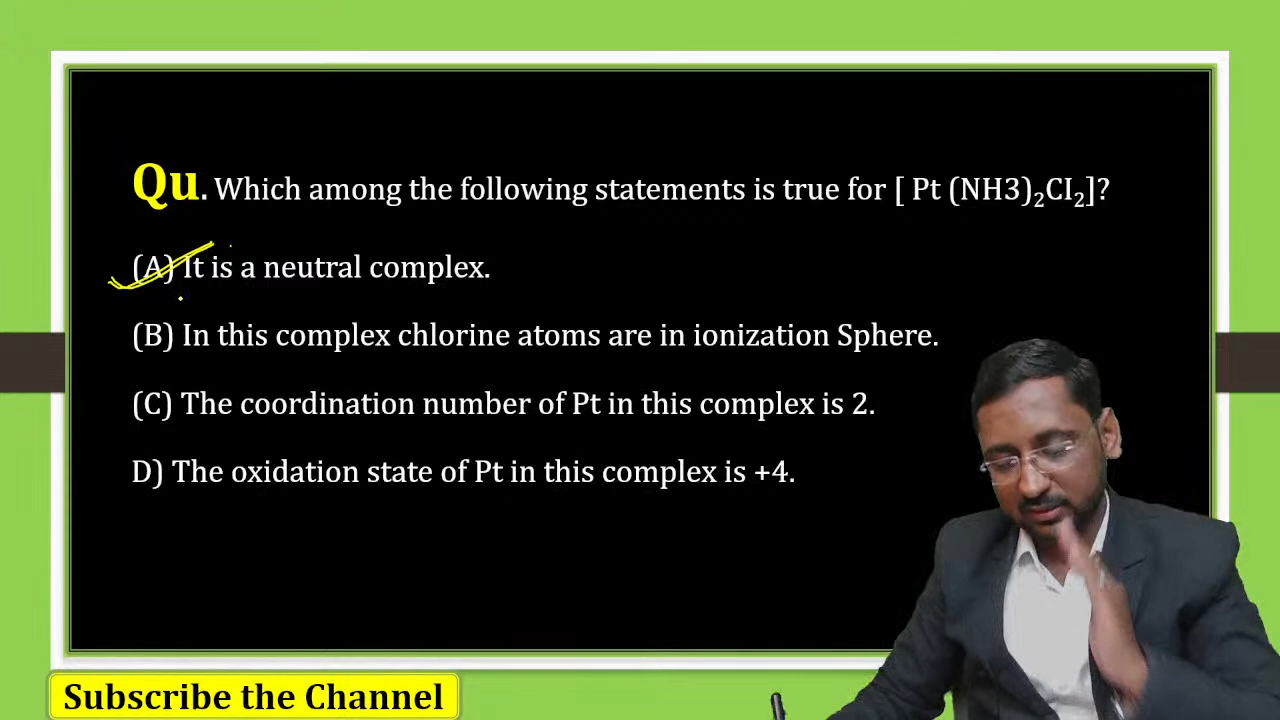 Qu. Which among the following statements is true for [ Pt (NH3)₂CI₂]?
(A) It is a neutral complex.
(B) In this complex chlorine atoms are in ionization Sphere.
(C) The coordination number of Pt in this complex is 2.
D) The oxidation state of Pt in this complex is +4.
Subscribe the Channel